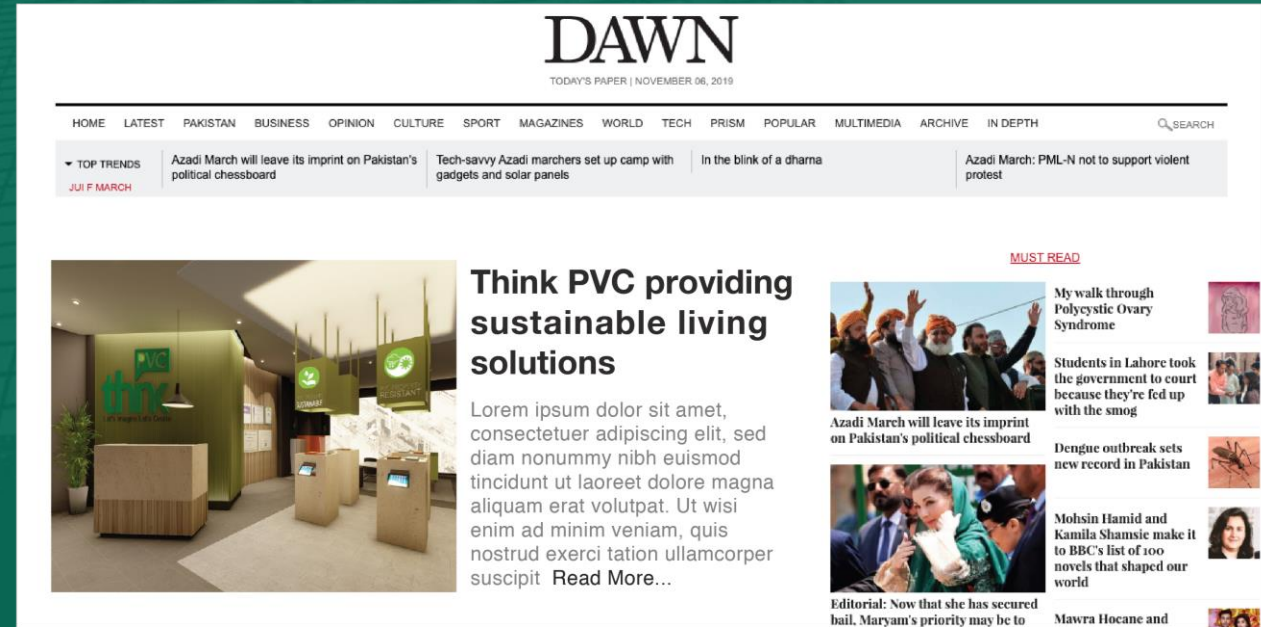 DAWN
TODAY'S PAPER | NOVEMBER 06, 2019
HOME LATEST PAKISTAN BUSINESS OPINION CULTURE SPORT MAGAZINES WORLD TECH PRISM POPULAR MULTIMEDIA ARCHIVE IN DEPTH SEARCH
TOP TRENDS
JUI F MARCH
Azadi March will leave its imprint on Pakistan's
political chessboard
Tech-savvy Azadi marchers set up camp with
gadgets and solar panels
In the blink of a dharna
Azadi March: PML-N not to support violent
protest
PVC
think
SUSTAINABLE
RESISTANT
Think PVC providing
sustainable living
solutions
Lorem ipsum dolor sit amet,
consectetuer adipiscing elit, sed
diam nonummy nibh euismod
tincidunt ut laoreet dolore magna
aliquam erat volutpat. Ut wisi
enim ad minim veniam, quis
nostrud exerci tation ullamcorper
suscipit Read More...
MUST READ
Azadi March will leave its imprint
on Pakistan's political chessboard
Editorial: Now that she has secured
bail, Maryam's priority may be to
My walk through
Polycystic Ovary
Syndrome
Students in Lahore took
the government to court
because they're fed up
with the smog
Dengue outbreak sets
new record in Pakistan
Mohsin Hamid and
Kamila Shamsie make it
to BBC's list of 100
novels that shaped our
world
Mawra Hocane and